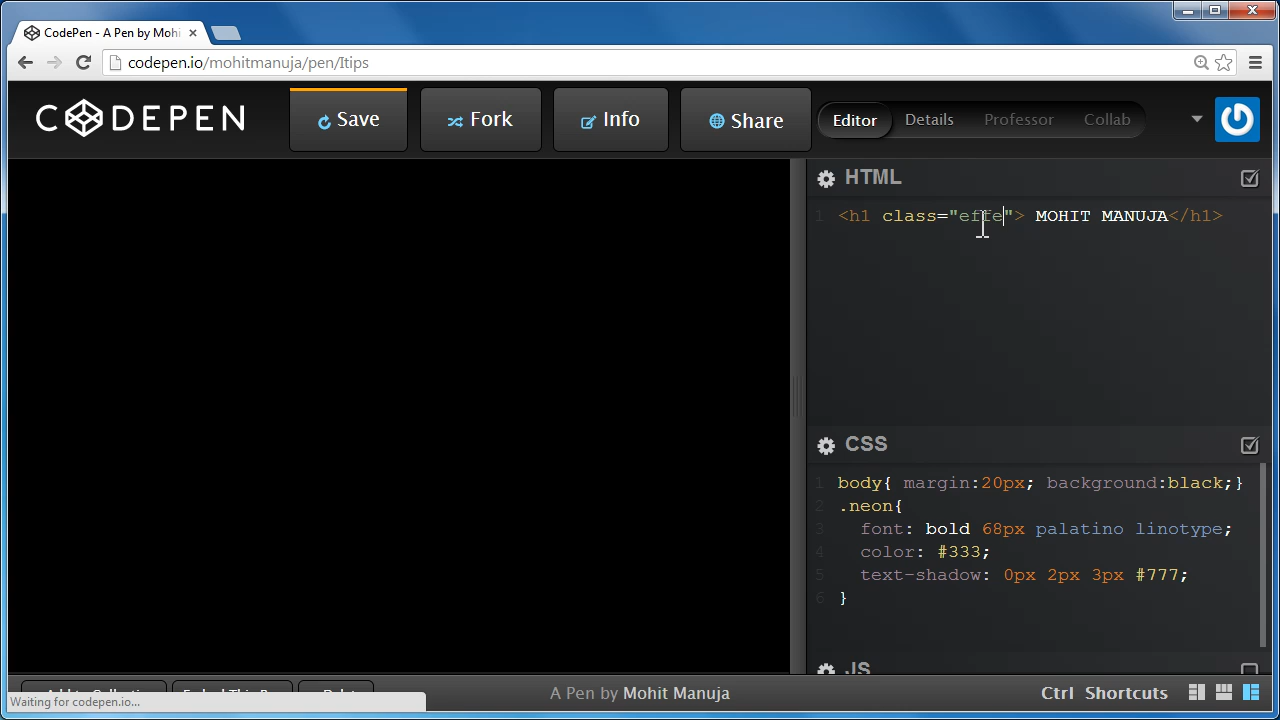 CodePen - A Pen by Mohi
codepen.io/mohitmanuja/pen/Itips
CODEPEN
Save
Fork
Info
Share
Editor
Details
Professor
Collab
HTML
1 <h1 class="effe"> MOHIT MANUJA</h1>
CSS
1 body{ margin:20px; background:black;}
2 .neon{
3 font: bold 68px palatino linotype;
4 color: #333;
5 text-shadow: 0px 2px 3px #777;
6 }
JS
A Pen by Mohit Manuja
Ctrl Shortcuts
Waiting for codepen.io...